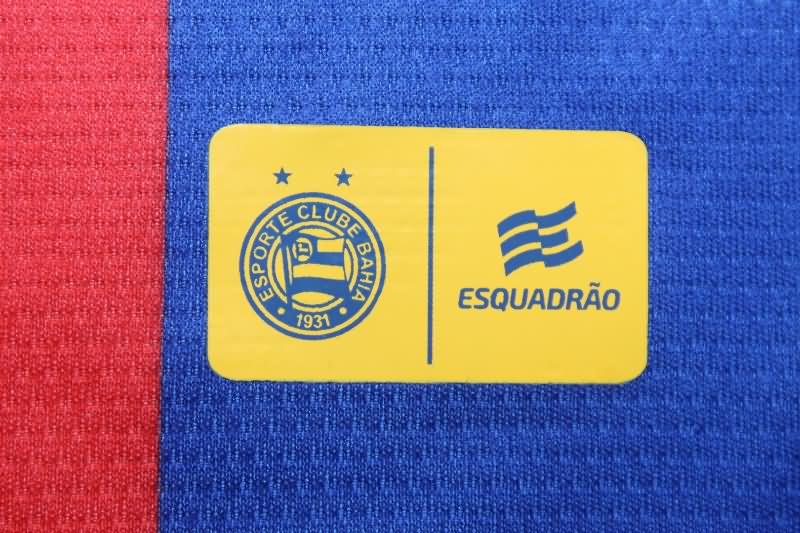 ESPORTE CLUBE BAHIA
1931
ESQUADRÃO